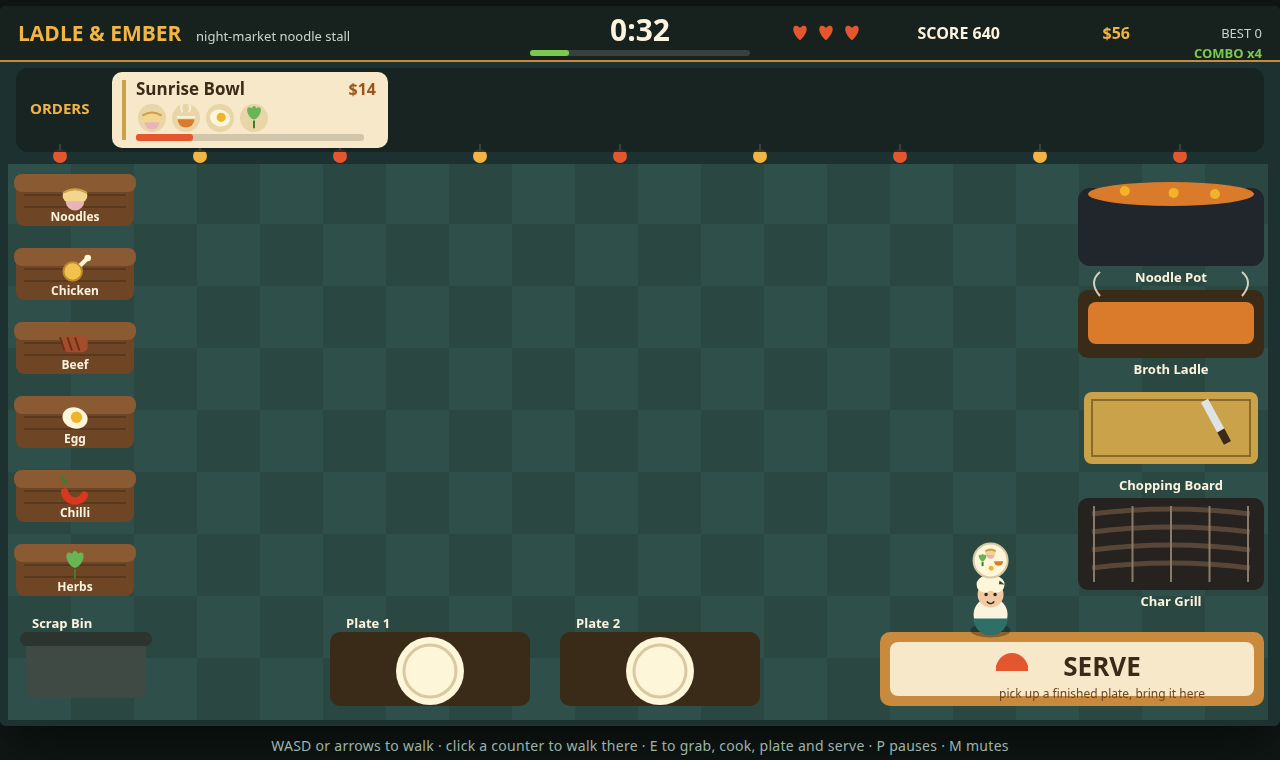 LADLE & EMBER
night-market noodle stall
0:32
SCORE 640
$56
BEST 0
COMBO x4
ORDERS
Sunrise Bowl
$14
Noodles
Chicken
Beef
Egg
Chilli
Herbs
Scrap Bin
Plate 1
Plate 2
Noodle Pot
Broth Ladle
Chopping Board
Char Grill
SERVE
pick up a finished plate, bring it here
WASD or arrows to walk · click a counter to walk there · E to grab, cook, plate and serve · P pauses · M mutes